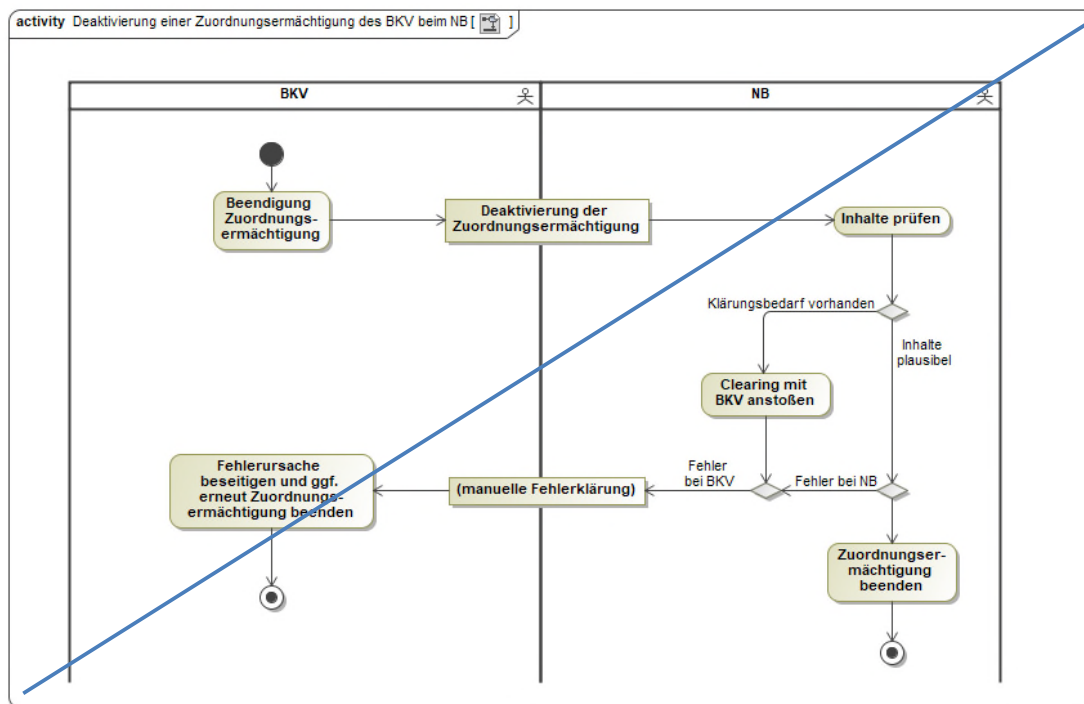 activity Deaktivierung einer Zuordnungsermächtigung des BKV beim NB [ ]
BKV
NB
Beendigung
Zuordnungs-
ermächtigung
Deaktivierung der
Zuordnungsermächtigung
Inhalte prüfen
Klärungsbedarf vorhanden
Inhalte
plausibel
Clearing mit
BKV anstoßen
Fehlerursache
beseitigen und ggf.
erneut Zuordnungs-
ermächtigung beenden
(manuelle Fehlerklärung)
Fehler
bei BKV
Fehler bei NB
Zuordnungser-
mächtigung
beenden